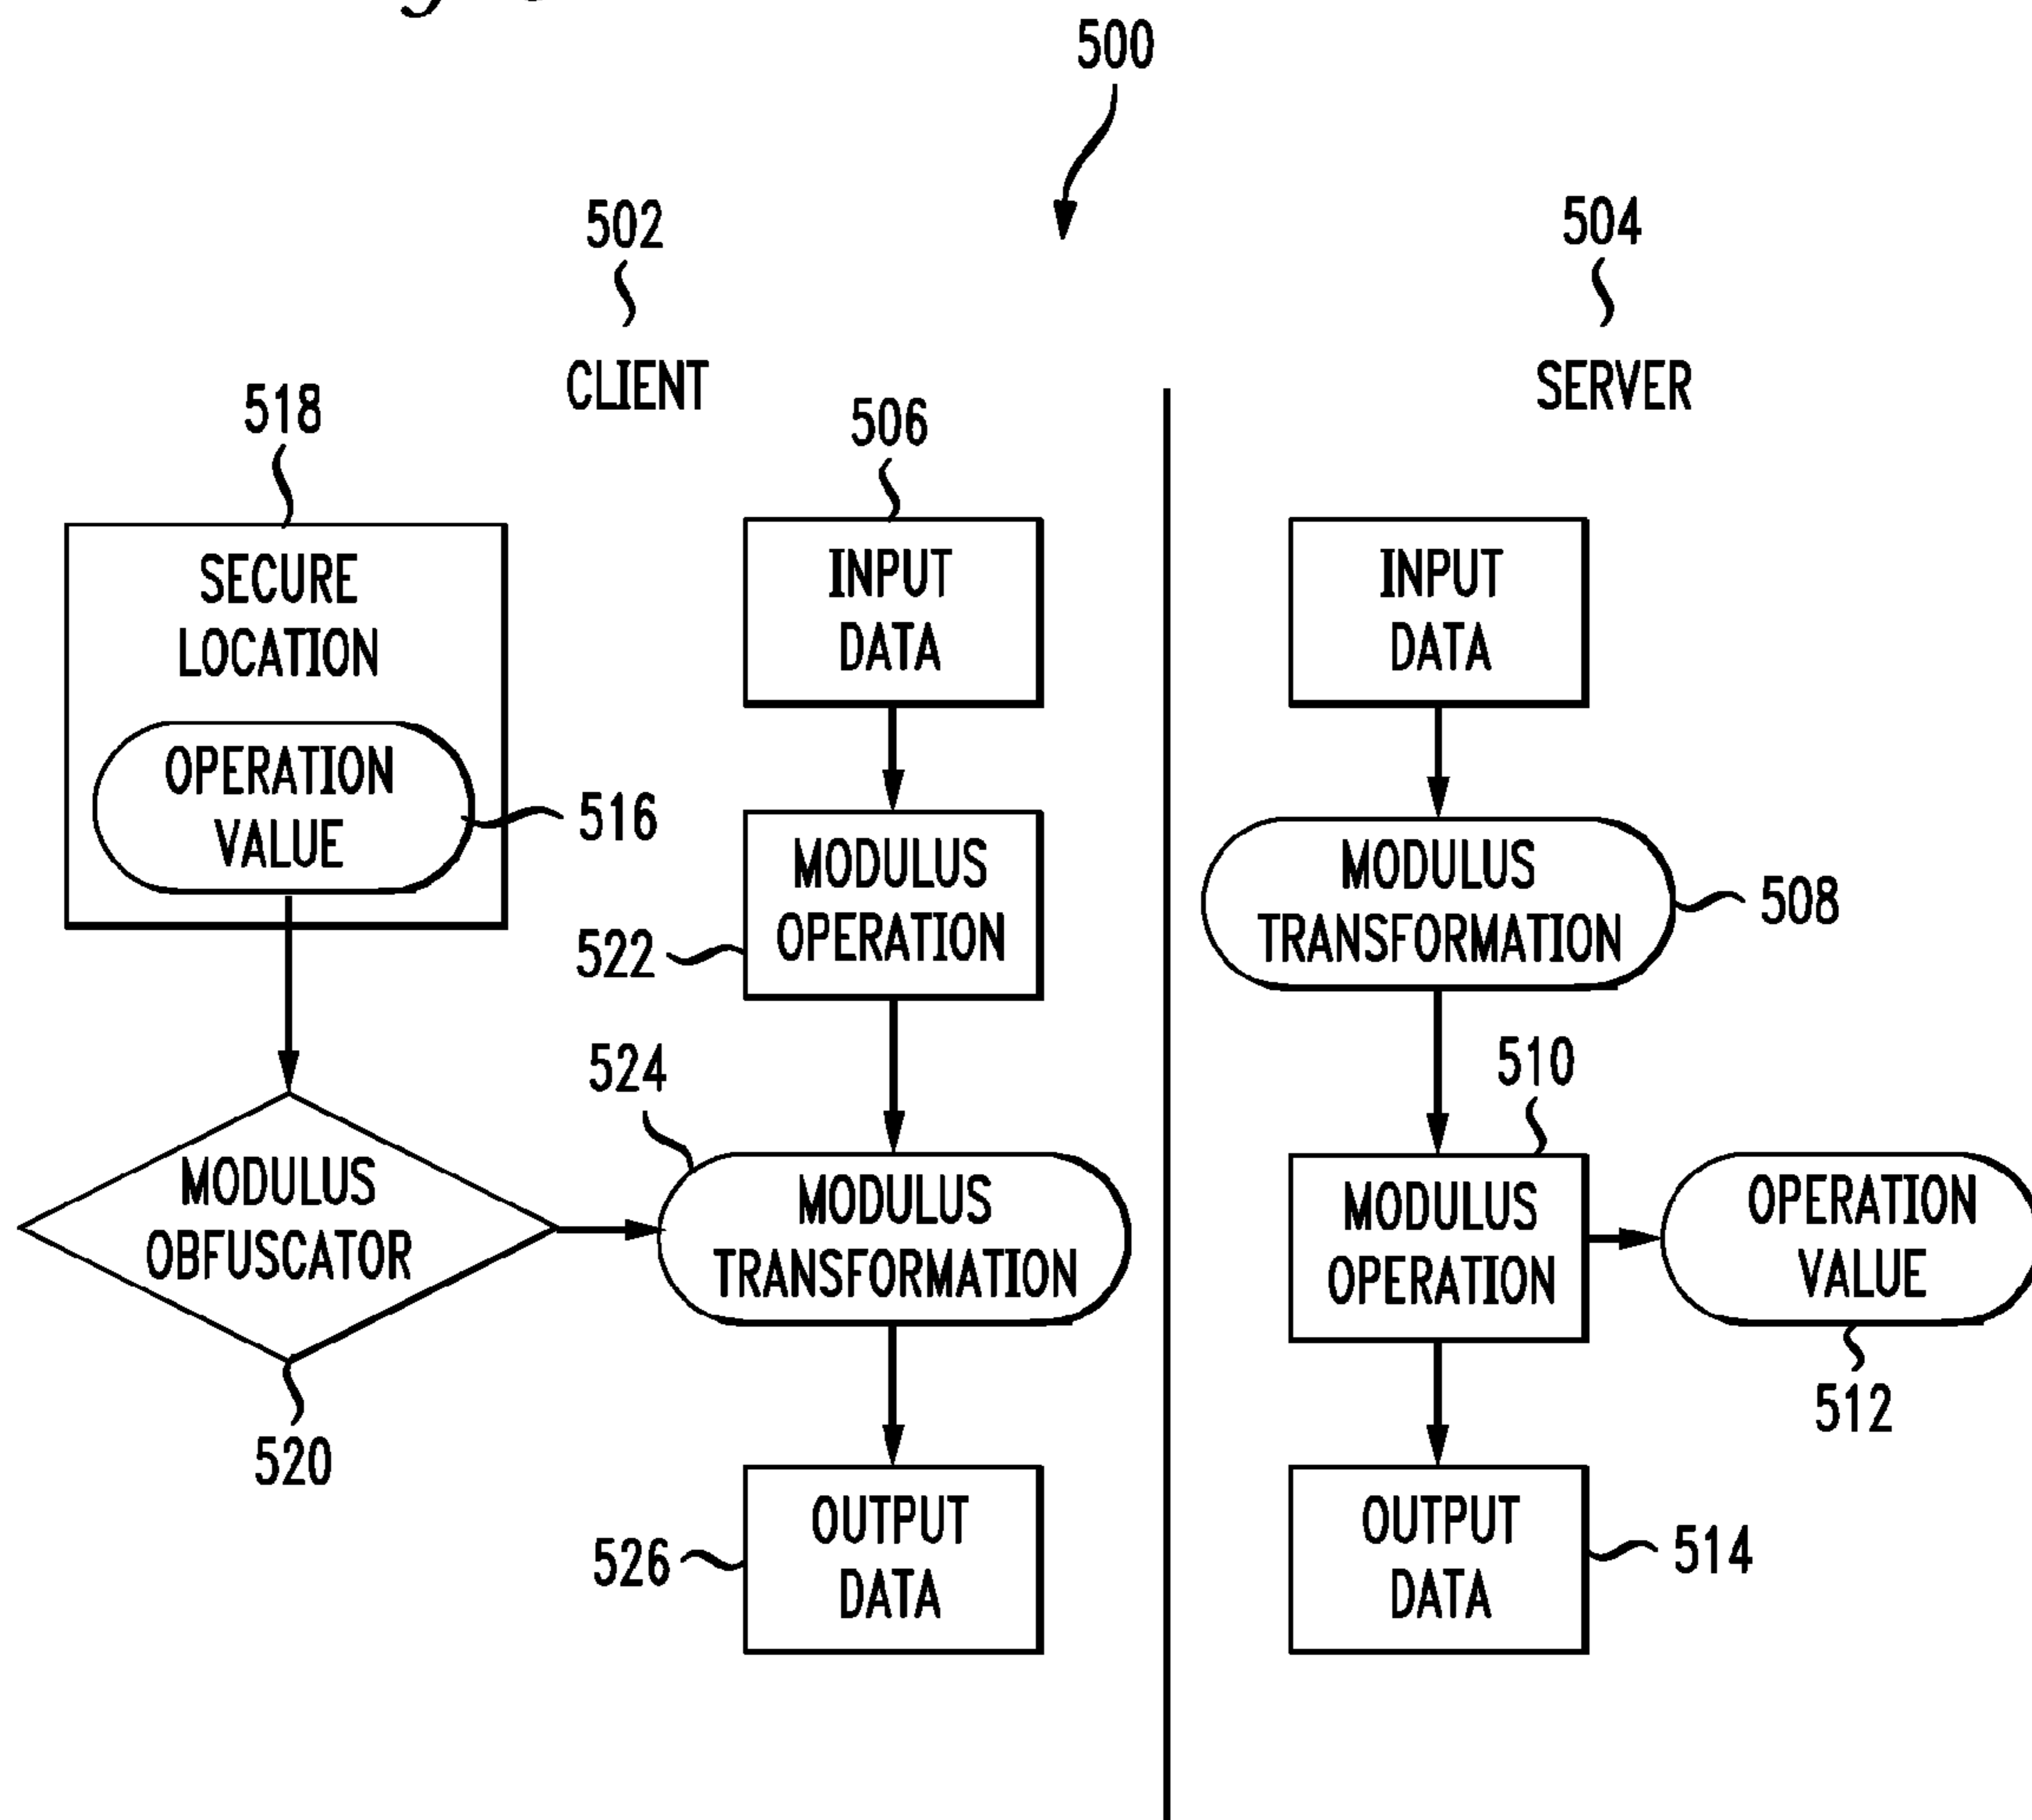 500
502
504
CLIENT
SERVER
518
506
SECURE
LOCATION
INPUT
DATA
INPUT
DATA
OPERATION
VALUE
516
MODULUS
OPERATION
522
MODULUS
TRANSFORMATION
508
524
510
MODULUS
OBFUSCATOR
MODULUS
TRANSFORMATION
MODULUS
OPERATION
OPERATION
VALUE
512
520
OUTPUT
DATA
526
OUTPUT
DATA
514